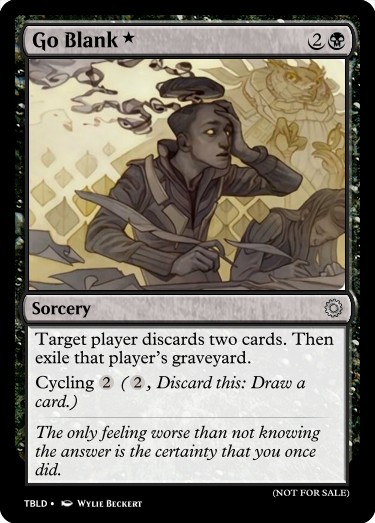 Go Blank ★ 2
Sorcery
Target player discards two cards. Then
exile that player's graveyard.
Cycling 2 ( 2, Discard this: Draw a
card.)
The only feeling worse than not knowing
the answer is the certainty that you once
did.
(NOT FOR SALE)
TBLD • Wylie Beckert